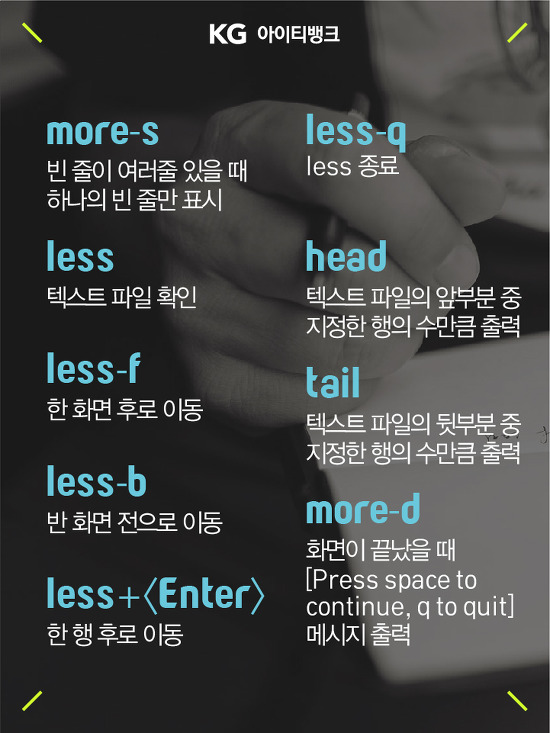 KG 아이티뱅크
more-s
빈 줄이 여러줄 있을 때
하나의 빈 줄만 표시
less
텍스트 파일 확인
less-f
한 화면 후로 이동
less-b
반 화면 전으로 이동
less+〈Enter〉
한 행 후로 이동
less-q
less 종료
head
텍스트 파일의 앞부분 중
지정한 행의 수만큼 출력
tail
텍스트 파일의 뒷부분 중
지정한 행의 수만큼 출력
more-d
화면이 끝났을 때
[Press space to
continue, q to quit]
메시지 출력